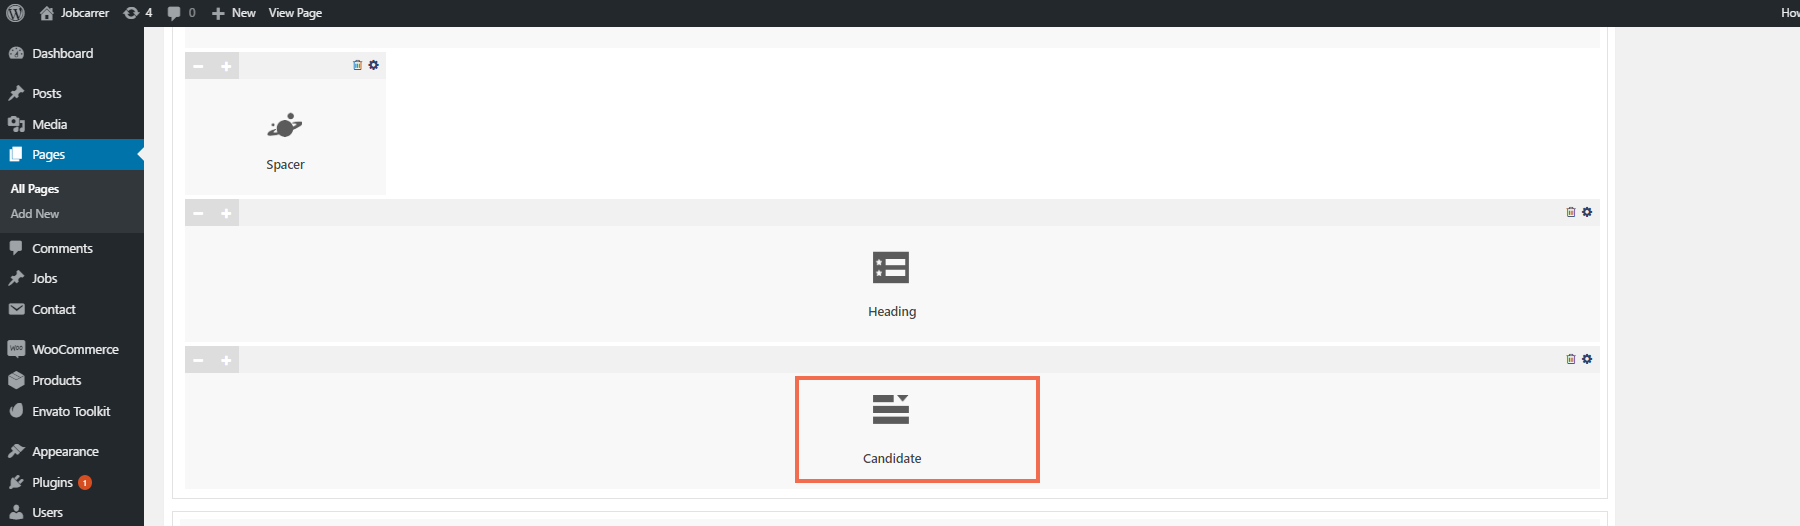 Jobcarrer 4 0 New View Page How
Dashboard
Posts
Media
Pages
All Pages
Add New
Comments
Jobs
Contact
WooCommerce
Products
Envato Toolkit
Appearance
Plugins 1
Users
Spacer
Heading
Candidate